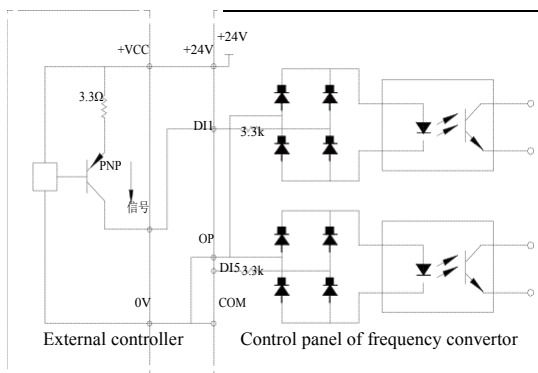 +24V
+VCC
+24V
3.3Ω
DI1
3.3k
PNP
信号
OP
DI5
3.3k
0V
COM
External controller
Control panel of frequency convertor